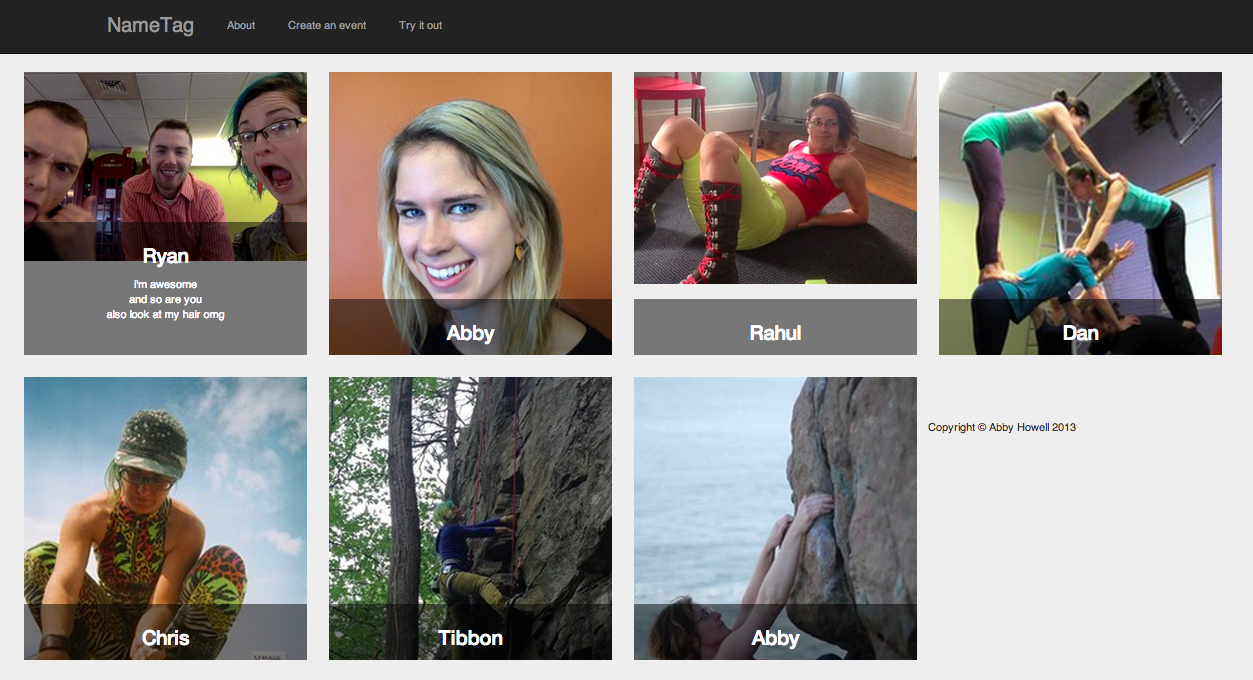 NameTag About Create an event Try it out
Ryan
I'm awesome
and so are you
also look at my hair omg
Abby
Rahul
Dan
Chris
Tibbon
Abby
Copyright © Abby Howell 2013